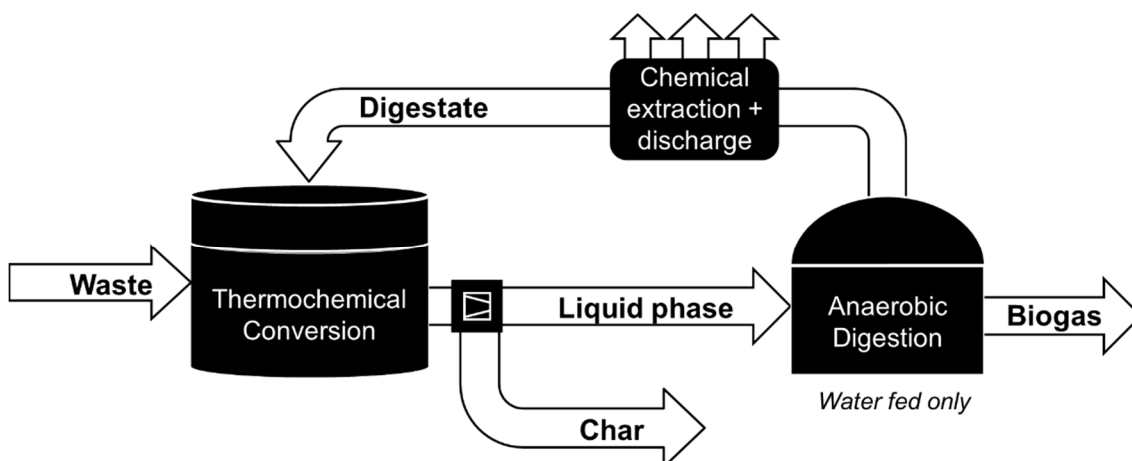 Chemical
extraction +
discharge
Digestate
Waste
Thermochemical
Conversion
Liquid phase
Char
Anaerobic
Digestion
Biogas
Water fed only